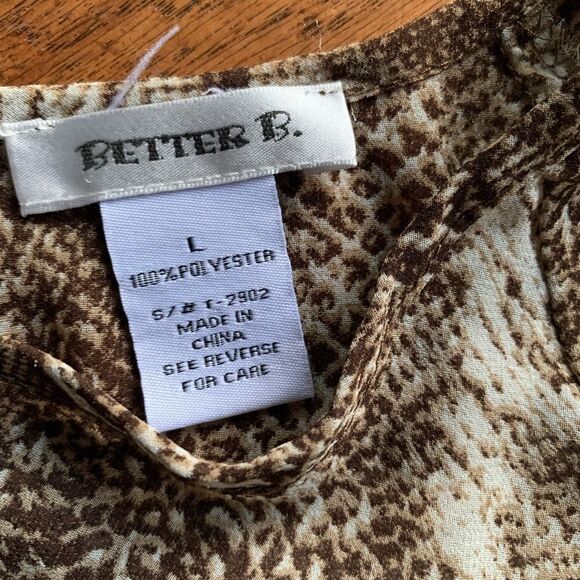 BETTER B.
L
100% POLYESTER
S/# T-2902
MADE IN
CHINA
SEE REVERSE
FOR CARE